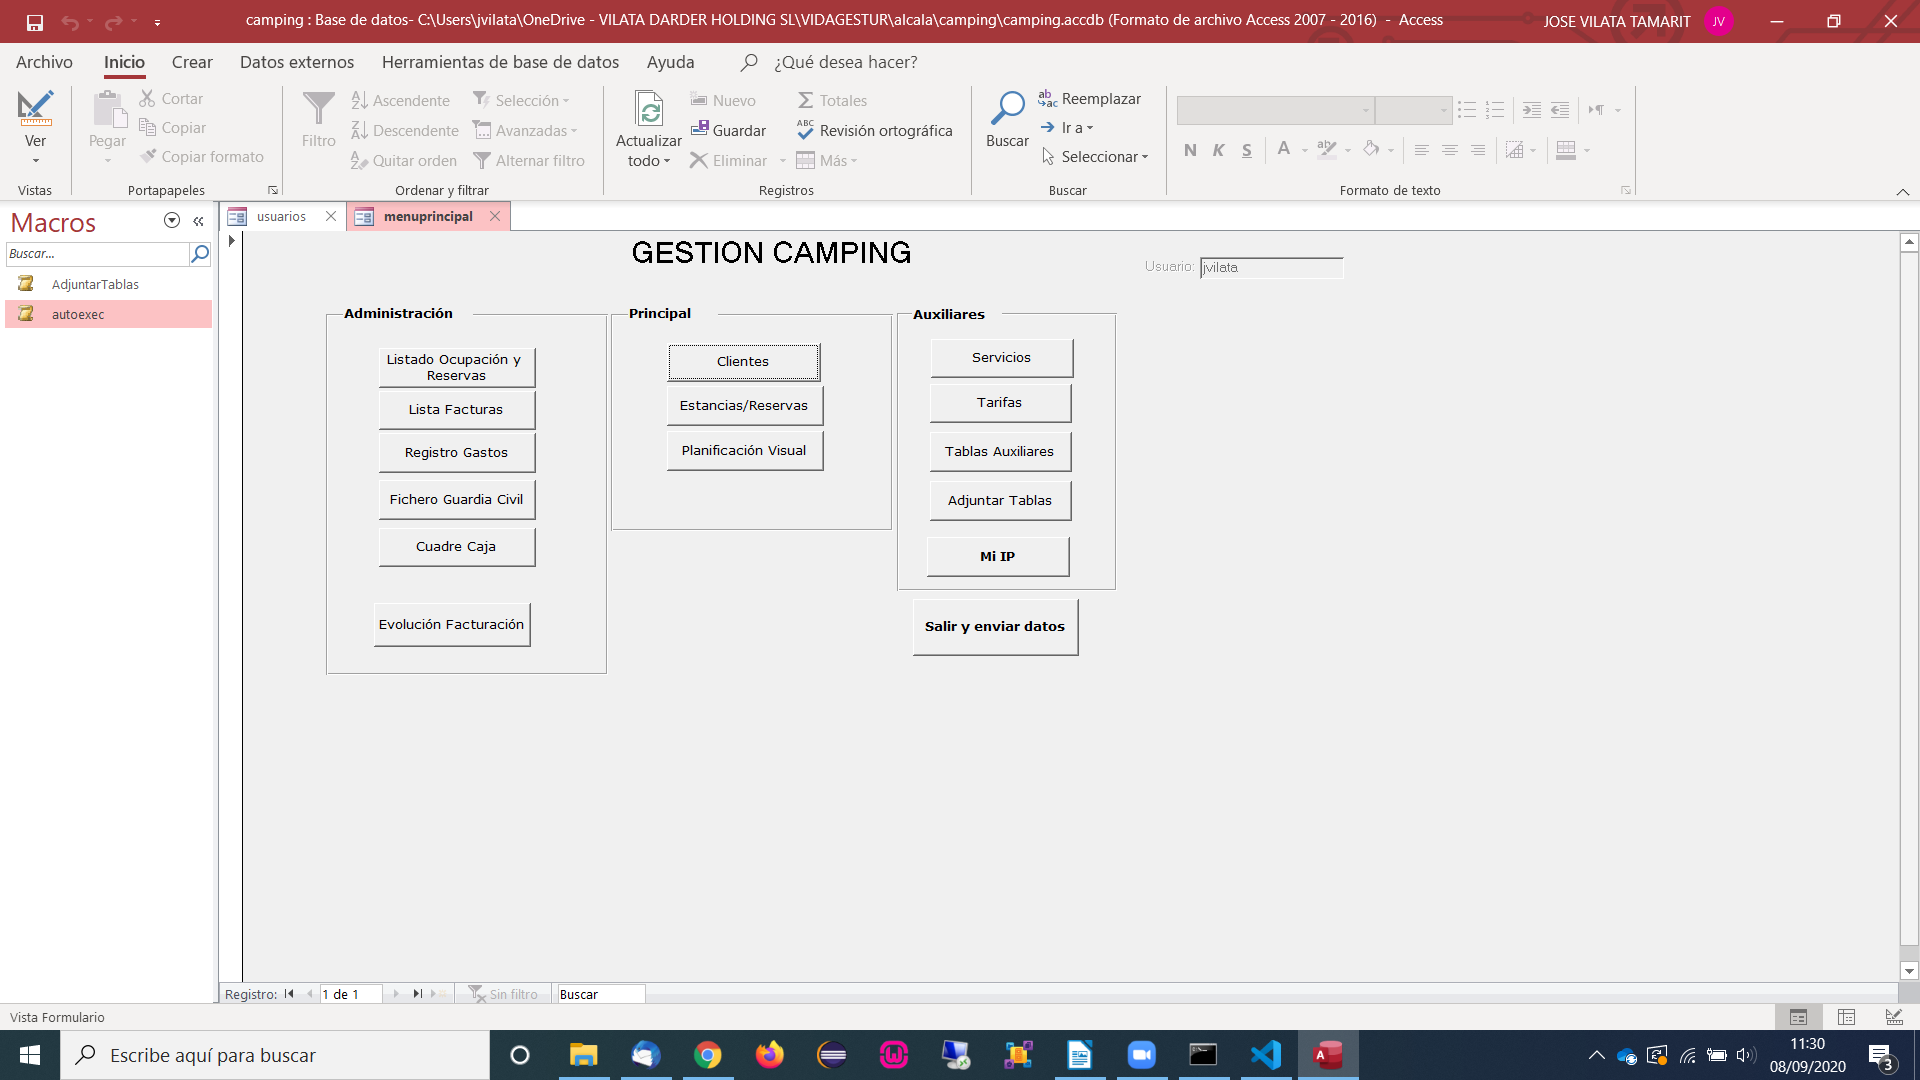 camping : Base de datos- C:\Users\jvilata\OneDrive - VILATA DARDER HOLDING SL\VIDAGESTUR\alcala\camping\camping.accdb (Formato de archivo Access 2007 - 2016) - Access
JOSE VILATA TAMARIT
JV
Archivo
Inicio
Crear
Datos externos
Herramientas de base de datos
Ayuda
¿Qué desea hacer?
Ver
Vistas
Pegar
Cortar
Copiar
Copiar formato
Portapapeles
Filtro
Ascendente
Descendente
Quitar orden
Selección
Avanzadas
Alternar filtro
Ordenar y filtrar
Actualizar
todo
Nuevo
Guardar
Eliminar
Totales
ABC
Revisión ortográfica
Más
Registros
Buscar
ab
ac
Reemplazar
Ir a
Seleccionar
Buscar
N K S A ab
Formato de texto
Macros
Buscar...
AdjuntarTablas
autoexec
usuarios
menuprincipal
GESTION CAMPING
Usuario: jvilata
Administración
Listado Ocupación y
Reservas
Lista Facturas
Registro Gastos
Fichero Guardia Civil
Cuadre Caja
Evolución Facturación
Principal
Clientes
Estancias/Reservas
Planificación Visual
Auxiliares
Servicios
Tarifas
Tablas Auxiliares
Adjuntar Tablas
Mi IP
Salir y enviar datos
Registro: 1 de 1 Sin filtro Buscar
Vista Formulario
Escribe aquí para buscar
11:30
08/09/2020
3